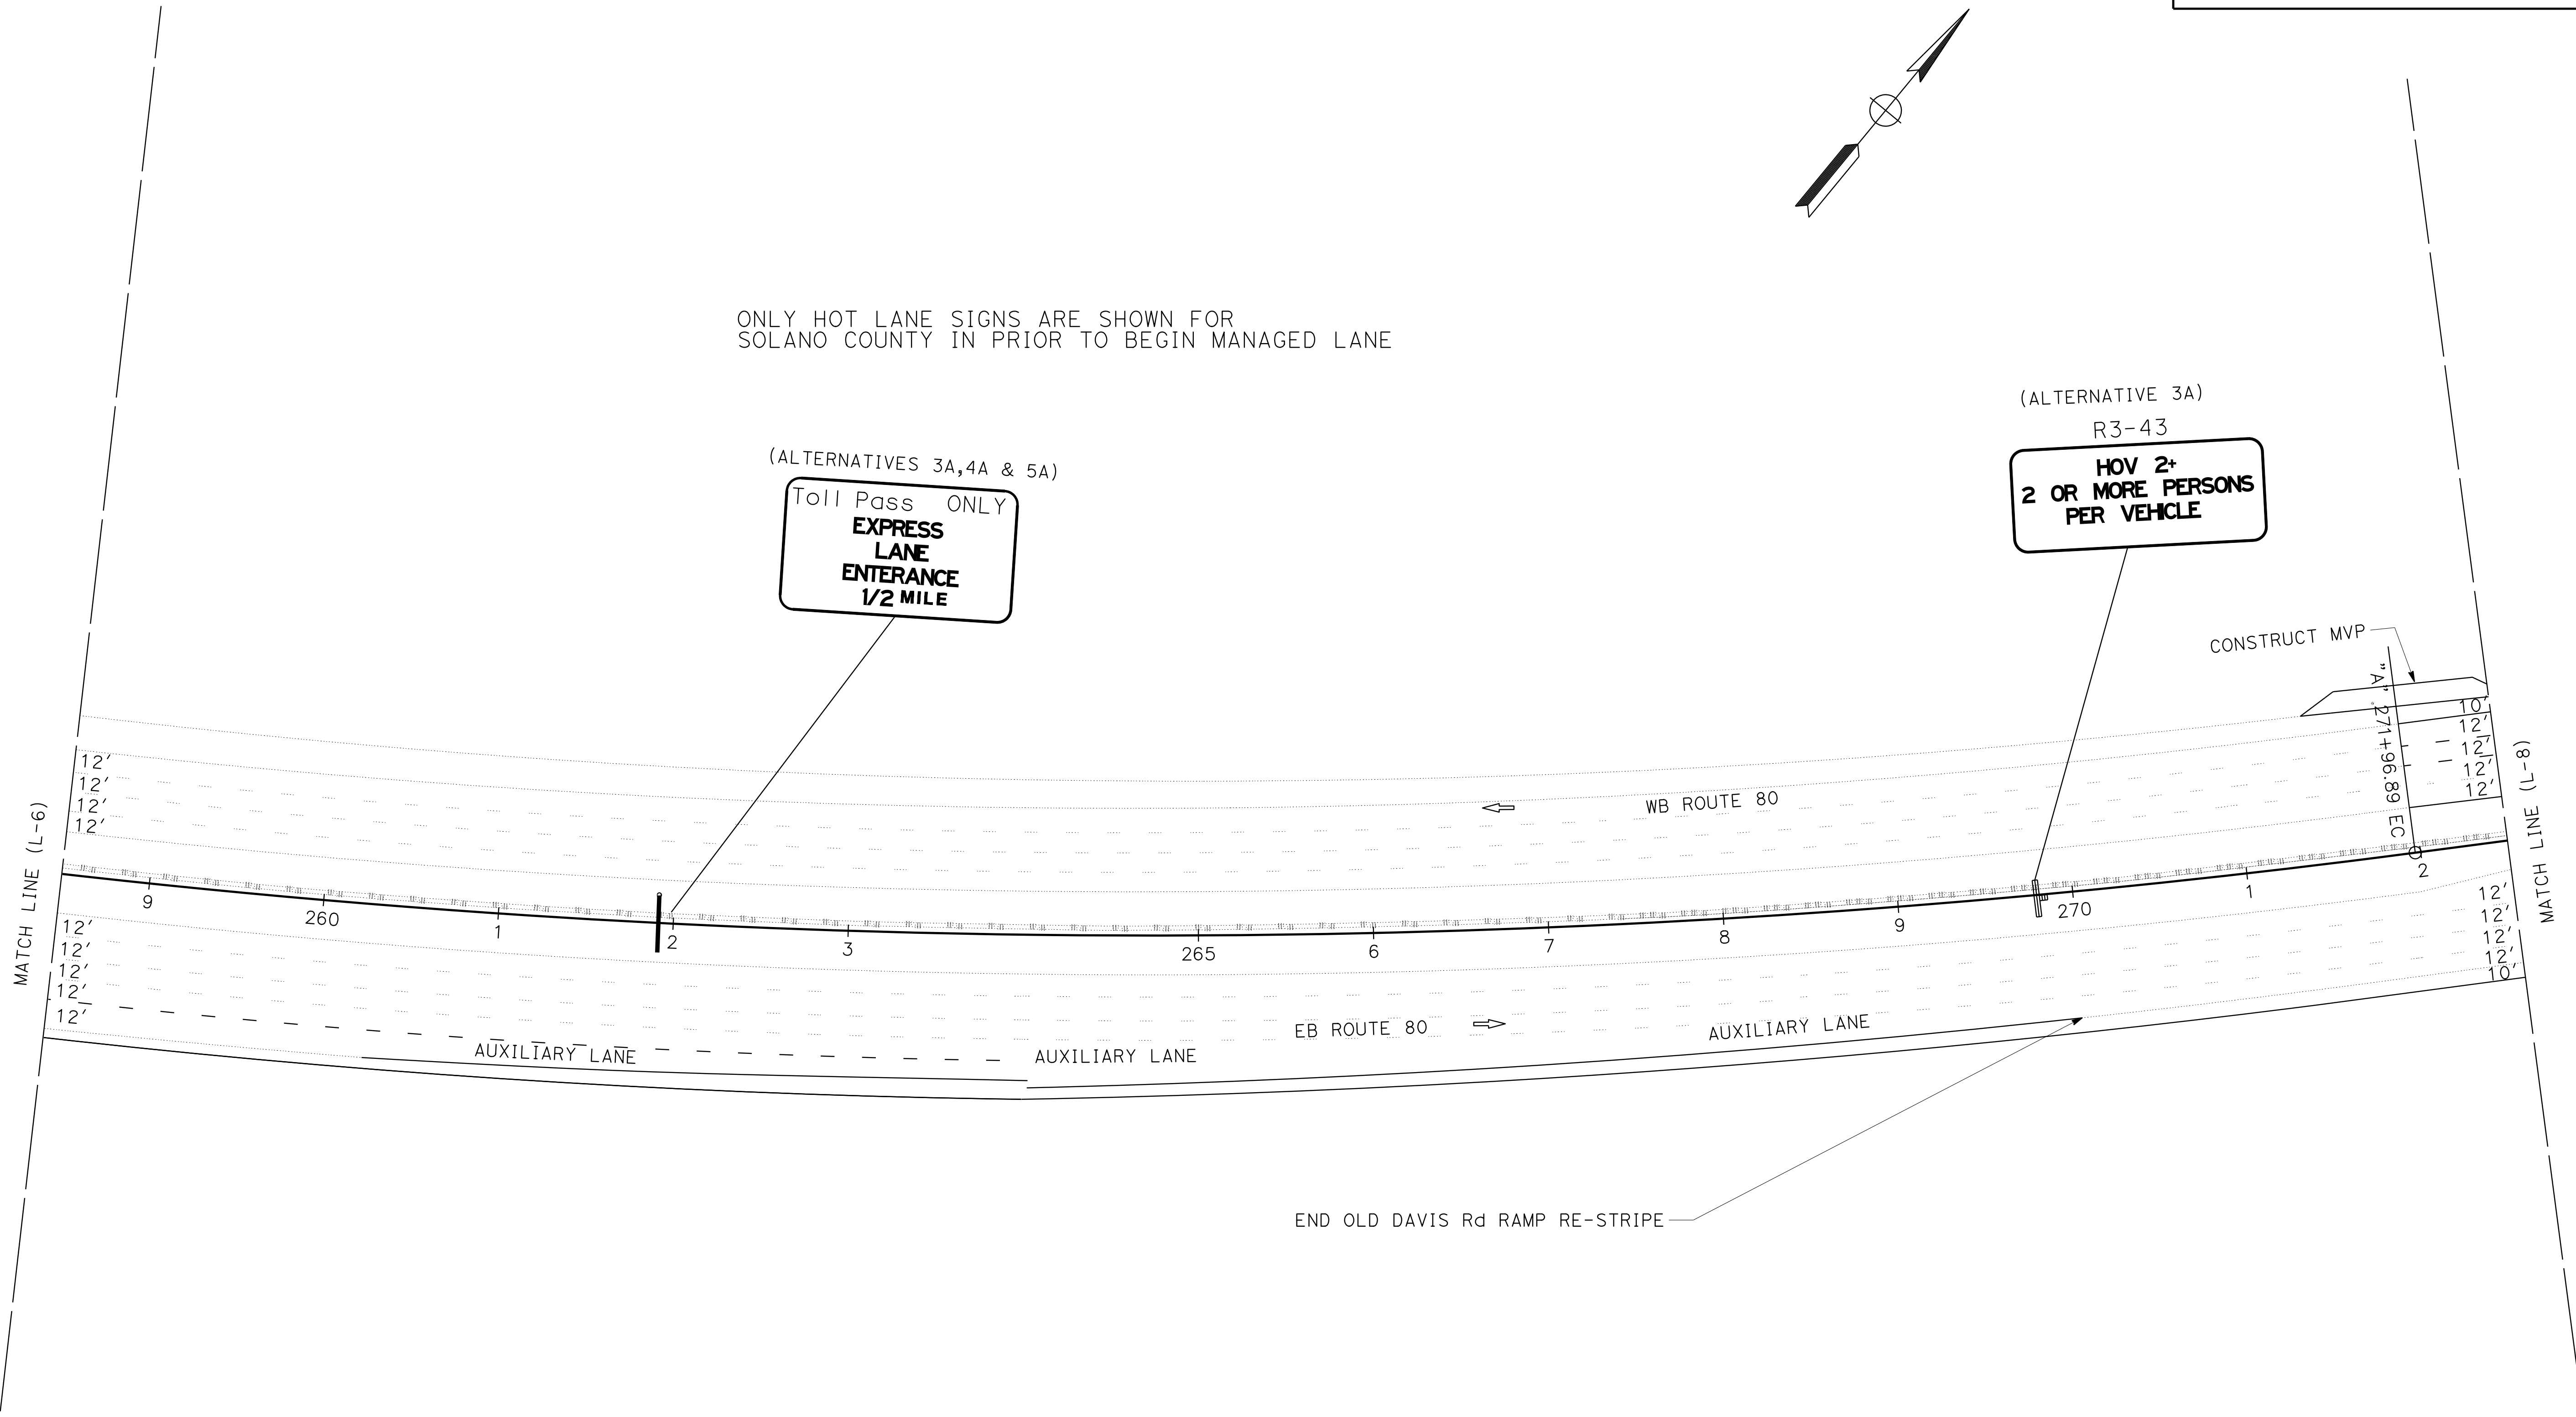 ONLY HOT LANE SIGNS ARE SHOWN FOR
SOLANO COUNTY IN PRIOR TO BEGIN MANAGED LANE
(ALTERNATIVES 3A,4A & 5A)
Toll Pass ONLY
EXPRESS
LANE
ENTERANCE
1/2 MILE
(ALTERNATIVE 3A)
R3-43
HOV 2+
2 OR MORE PERSONS
PER VEHICLE
CONSTRUCT MVP
"A" 271+96.89 EC
MATCH LINE (L-6)
12'
12'
12'
12'
WB ROUTE 80
10'
12'
12'
12'
12'
MATCH LINE (L-8)
9
260
1
2
3
265
6
7
8
9
270
1
2
12'
12'
12'
12'
12'
12'
12'
12'
12'
10'
AUXILIARY LANE
AUXILIARY LANE
EB ROUTE 80
AUXILIARY LANE
END OLD DAVIS Rd RAMP RE-STRIPE